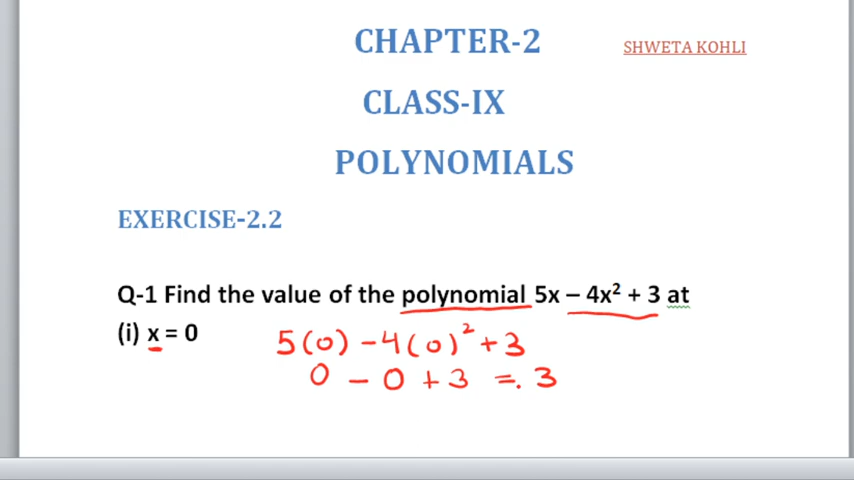 CHAPTER-2
SHWETA KOHLI
CLASS-IX
POLYNOMIALS
EXERCISE-2.2
Q-1 Find the value of the polynomial 5x – 4x² + 3 at
(i) x = 0
5(0) -4(0)² +3
0 - 0 + 3 =. 3